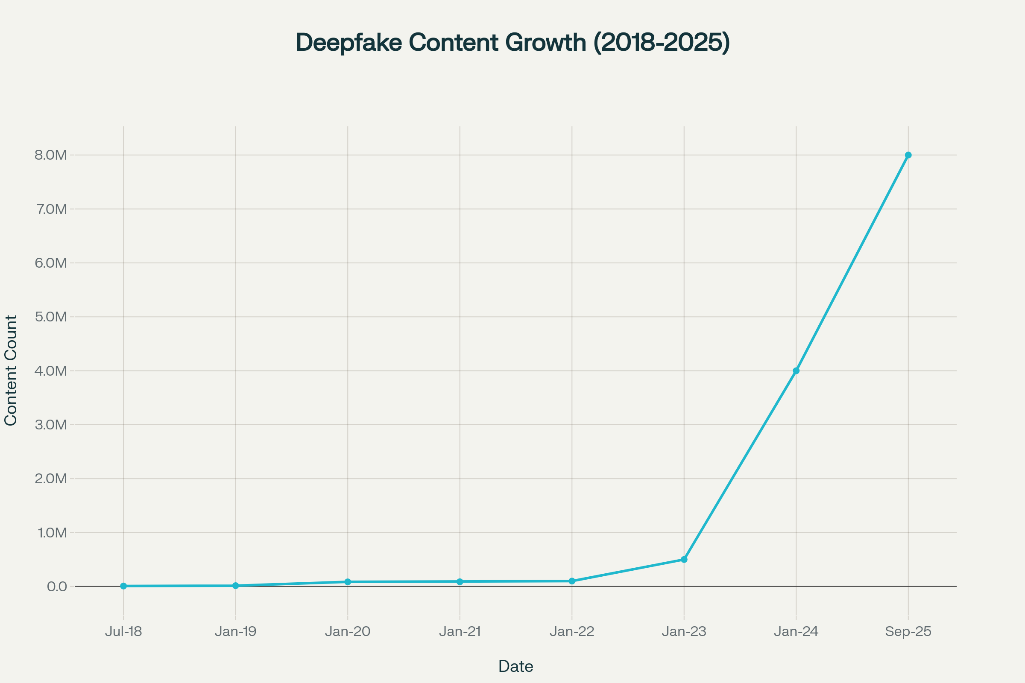 Deepfake Content Growth (2018-2025)
8.0M
7.0M
6.0M
5.0M
4.0M
3.0M
2.0M
1.0M
0.0
Content Count
Jul-18 Jan-19 Jan-20 Jan-21 Jan-22 Jan-23 Jan-24 Sep-25
Date